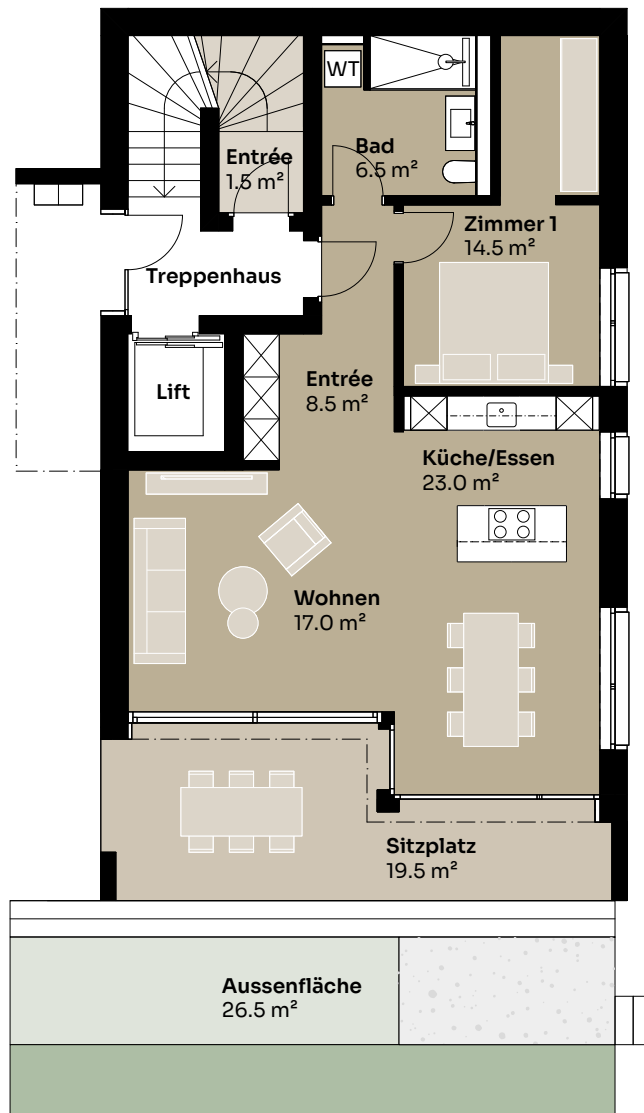 WT
Bad
6.5 m²
Entrée
1.5 m²
Zimmer 1
14.5 m²
Treppenhaus
Lift
Entrée
8.5 m²
Küche/Essen
23.0 m²
Wohnen
17.0 m²
Sitzplatz
19.5 m²
Aussenfläche
26.5 m²